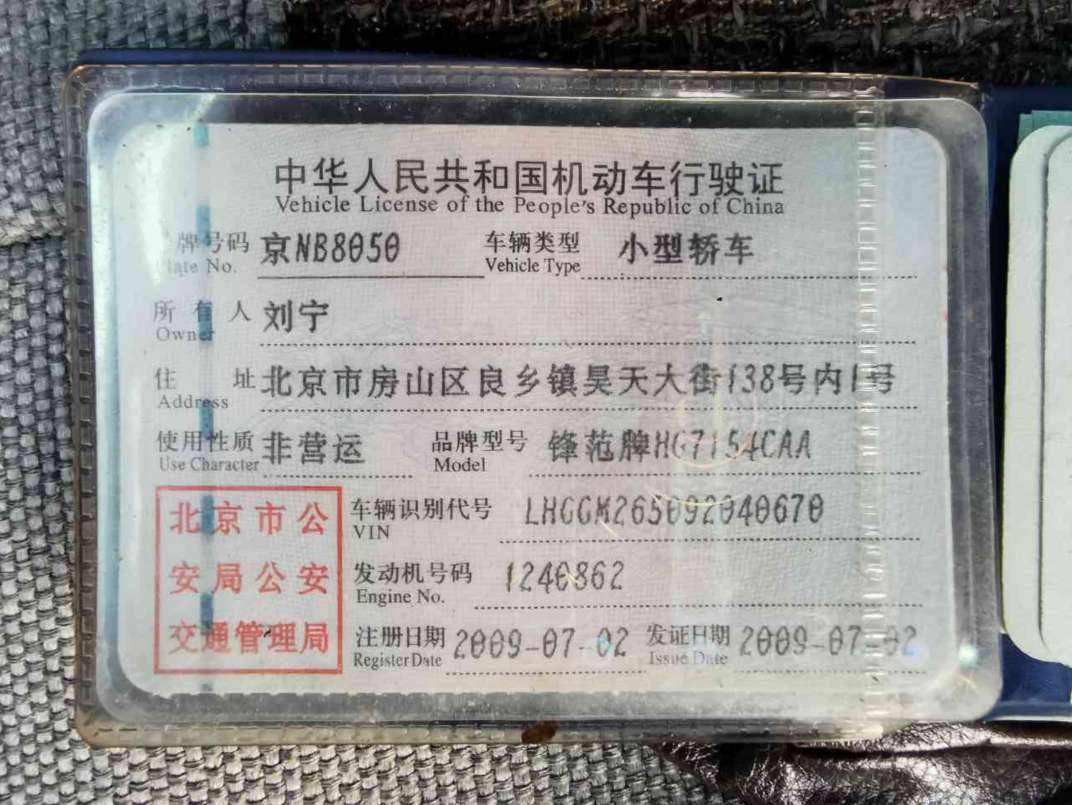 中华人民共和国机动车行驶证
Vehicle License of the People's Republic of China
牌号码 京NB8050 车辆类型 小型轿车
Plate No. Vehicle Type
所有人 刘宁
Owner
住址 北京市房山区良乡镇昊天大街138号内1号
Address
使用性质 非营运 品牌型号 锋范牌HG7154CAA
Use Character Model
北京市公 车辆识别代号 LHGGM265092040670
VIN
安局公安 发动机号码 1240862
Engine No.
交通管理局 注册日期 2009-07-02 发证日期 2009-07-02
Register Date Issue Date